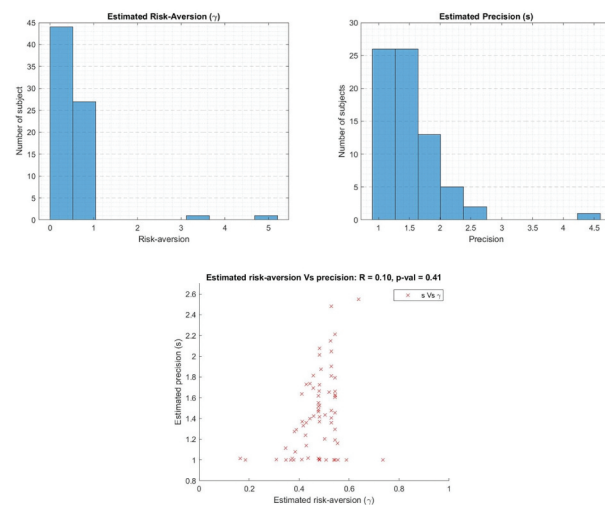 Estimated Risk-Aversion (γ)
45
40
35
30
25
20
15
10
5
0
Number of subject
0 1 2 3 4 5
Risk-aversion
Estimated Precision (s)
30
25
20
15
10
5
0
Number of subjects
1 1.5 2 2.5 3 3.5 4 4.5
Precision
Estimated risk-aversion Vs precision: R = 0.10, p-val = 0.41
s Vs γ
2.6
2.4
2.2
2
1.8
1.6
1.4
1.2
1
0.8
Estimated precision (s)
0 0.2 0.4 0.6 0.8 1
Estimated risk-aversion (γ)